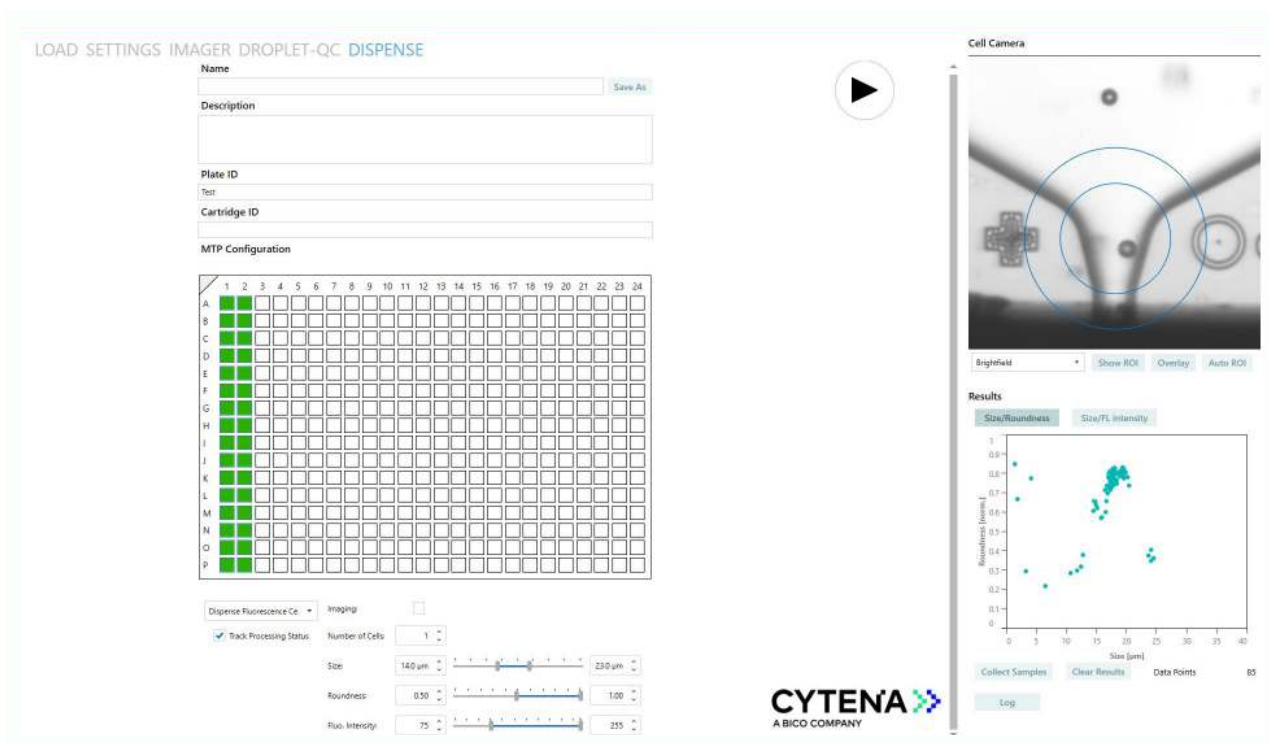 LOAD SETTINGS IMAGER DROPLET-QC DISPENSE
Name
Save As
Description
Plate ID
Test
Cartridge ID
MTP Configuration
1 2 3 4 5 6 7 8 9 10 11 12 13 14 15 16 17 18 19 20 21 22 23 24
A
B
C
D
E
F
G
H
I
J
K
L
M
N
O
P
Dispense Fluorescence Ce
Imaging:
Track Processing Status
Number of Cells:
1
Size:
14.0 µm
23.0 µm
Roundness:
0.50
1.00
Fluo. Intensity:
75
255
CYTENA
A BICO COMPANY
Cell Camera
Brightfield
Show ROI
Overlay
Auto ROI
Results
Size/Roundness
Size/FL Intensity
Roundness [norm.]
1
0.9
0.8
0.7
0.6
0.5
0.4
0.3
0.2
0.1
0
0 5 10 15 20 25 30 35 40
Size [µm]
Collect Samples
Clear Results
Data Points
85
Log